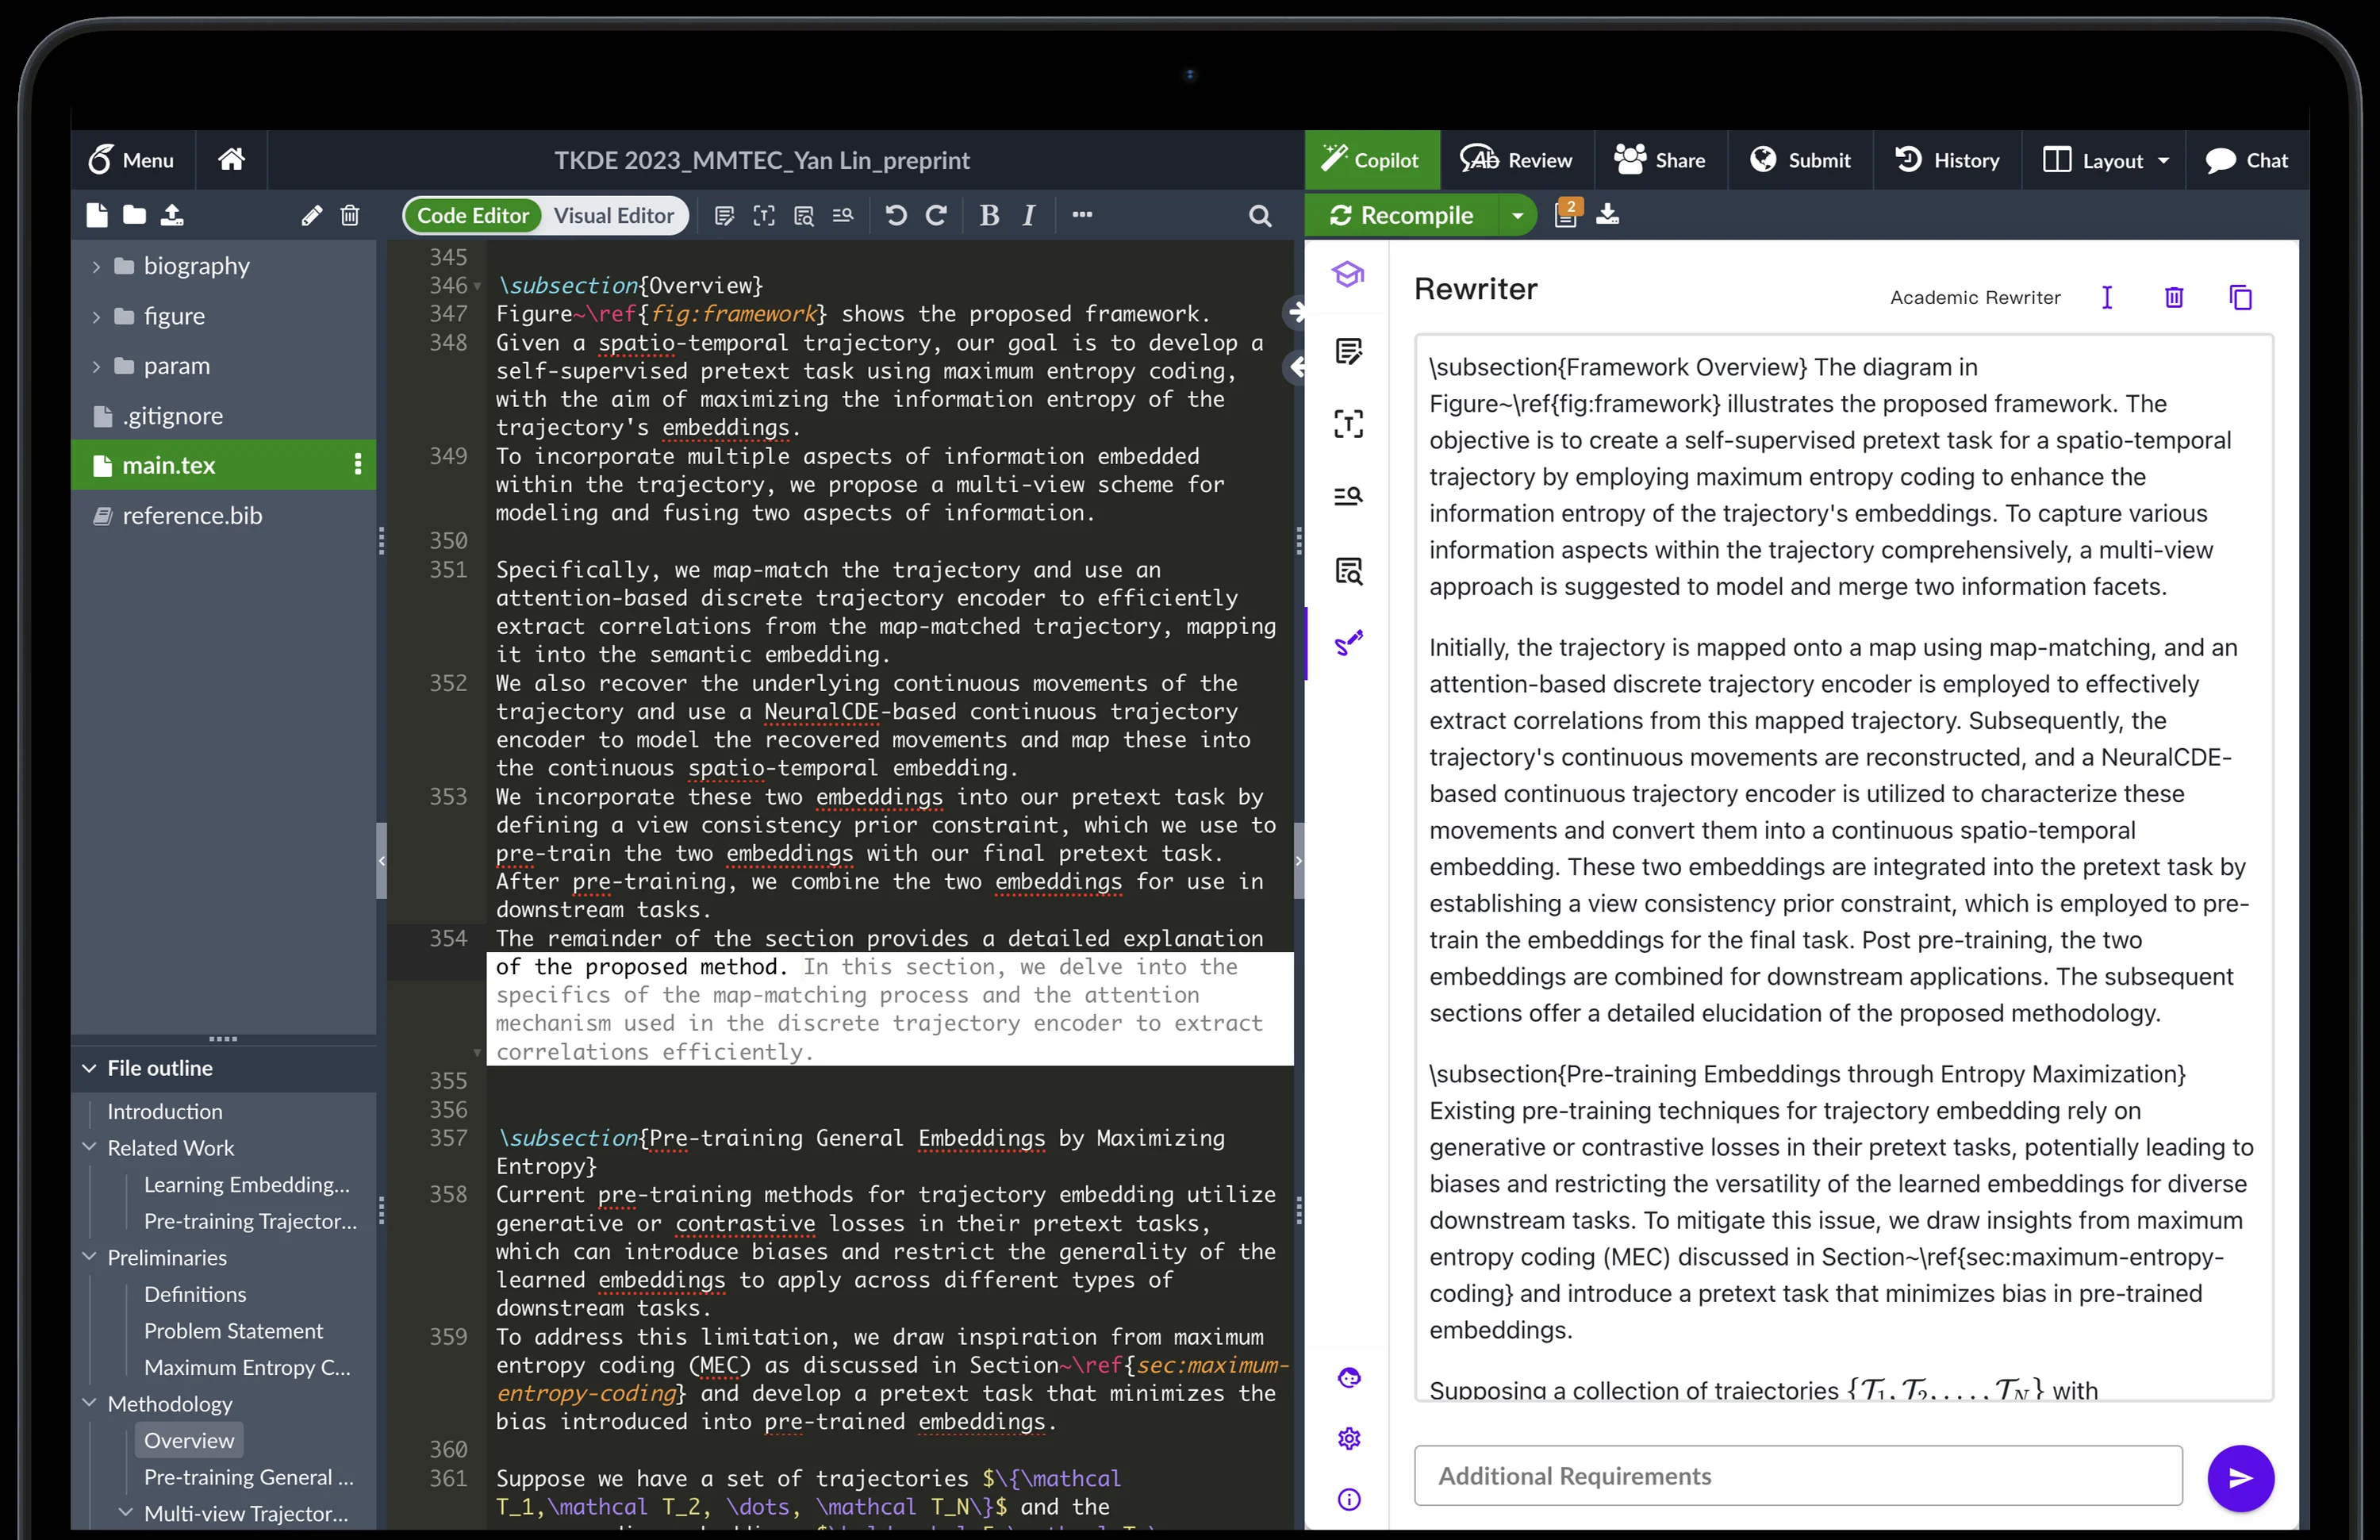 Menu
TKDE 2023_MMTEC_Yan Lin_preprint
Copilot
Review
Share
Submit
History
Layout
Chat
Code Editor
Visual Editor
B I
Recompile
2
biography
figure
param
.gitignore
main.tex
reference.bib
File outline
Introduction
Related Work
Learning Embedding...
Pre-training Trajector...
Preliminaries
Definitions
Problem Statement
Maximum Entropy C...
Methodology
Overview
Pre-training General ...
Multi-view Trajector...
345
346 \subsection{Overview}
347 Figure~\ref{fig:framework} shows the proposed framework.
348 Given a spatio-temporal trajectory, our goal is to develop a
self-supervised pretext task using maximum entropy coding,
with the aim of maximizing the information entropy of the
trajectory's embeddings.
349 To incorporate multiple aspects of information embedded
within the trajectory, we propose a multi-view scheme for
modeling and fusing two aspects of information.
350
351 Specifically, we map-match the trajectory and use an
attention-based discrete trajectory encoder to efficiently
extract correlations from the map-matched trajectory, mapping
it into the semantic embedding.
352 We also recover the underlying continuous movements of the
trajectory and use a NeuralCDE-based continuous trajectory
encoder to model the recovered movements and map these into
the continuous spatio-temporal embedding.
353 We incorporate these two embeddings into our pretext task by
defining a view consistency prior constraint, which we use to
pre-train the two embeddings with our final pretext task.
After pre-training, we combine the two embeddings for use in
downstream tasks.
354 The remainder of the section provides a detailed explanation
of the proposed method. In this section, we delve into the
specifics of the map-matching process and the attention
mechanism used in the discrete trajectory encoder to extract
correlations efficiently.
355
356
357 \subsection{Pre-training General Embeddings by Maximizing
Entropy}
358 Current pre-training methods for trajectory embedding utilize
generative or contrastive losses in their pretext tasks,
which can introduce biases and restrict the generality of the
learned embeddings to apply across different types of
downstream tasks.
359 To address this limitation, we draw inspiration from maximum
entropy coding (MEC) as discussed in Section~\ref{sec:maximum-
entropy-coding} and develop a pretext task that minimizes the
bias introduced into pre-trained embeddings.
360
361 Suppose we have a set of trajectories $\{\mathcal
T_1,\mathcal T_2, \dots, \mathcal T_N\}$ and the
Rewriter
Academic Rewriter
\subsection{Framework Overview} The diagram in
Figure~\ref{fig:framework} illustrates the proposed framework. The
objective is to create a self-supervised pretext task for a spatio-temporal
trajectory by employing maximum entropy coding to enhance the
information entropy of the trajectory's embeddings. To capture various
information aspects within the trajectory comprehensively, a multi-view
approach is suggested to model and merge two information facets.
Initially, the trajectory is mapped onto a map using map-matching, and an
attention-based discrete trajectory encoder is employed to effectively
extract correlations from this mapped trajectory. Subsequently, the
trajectory's continuous movements are reconstructed, and a NeuralCDE-
based continuous trajectory encoder is utilized to characterize these
movements and convert them into a continuous spatio-temporal
embedding. These two embeddings are integrated into the pretext task by
establishing a view consistency prior constraint, which is employed to pre-
train the embeddings for the final task. Post pre-training, the two
embeddings are combined for downstream applications. The subsequent
sections offer a detailed elucidation of the proposed methodology.
\subsection{Pre-training Embeddings through Entropy Maximization}
Existing pre-training techniques for trajectory embedding rely on
generative or contrastive losses in their pretext tasks, potentially leading to
biases and restricting the versatility of the learned embeddings for diverse
downstream tasks. To mitigate this issue, we draw insights from maximum
entropy coding (MEC) discussed in Section~\ref{sec:maximum-entropy-
coding} and introduce a pretext task that minimizes bias in pre-trained
embeddings.
Supposing a collection of trajectories {𝒯₁, 𝒯₂, . . . , 𝒯_N} with
Additional Requirements